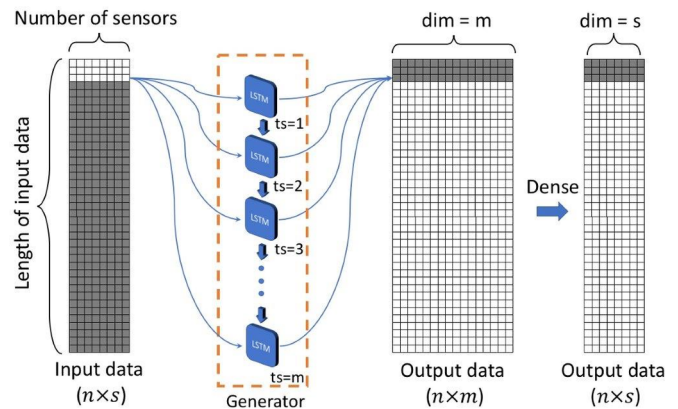 Number of sensors
dim = m
dim = s
Length of input data
LSTM
ts=1
LSTM
ts=2
LSTM
ts=3
LSTM
ts=m
Generator
Dense
Input data
(n×s)
Output data
(n×m)
Output data
(n×s)